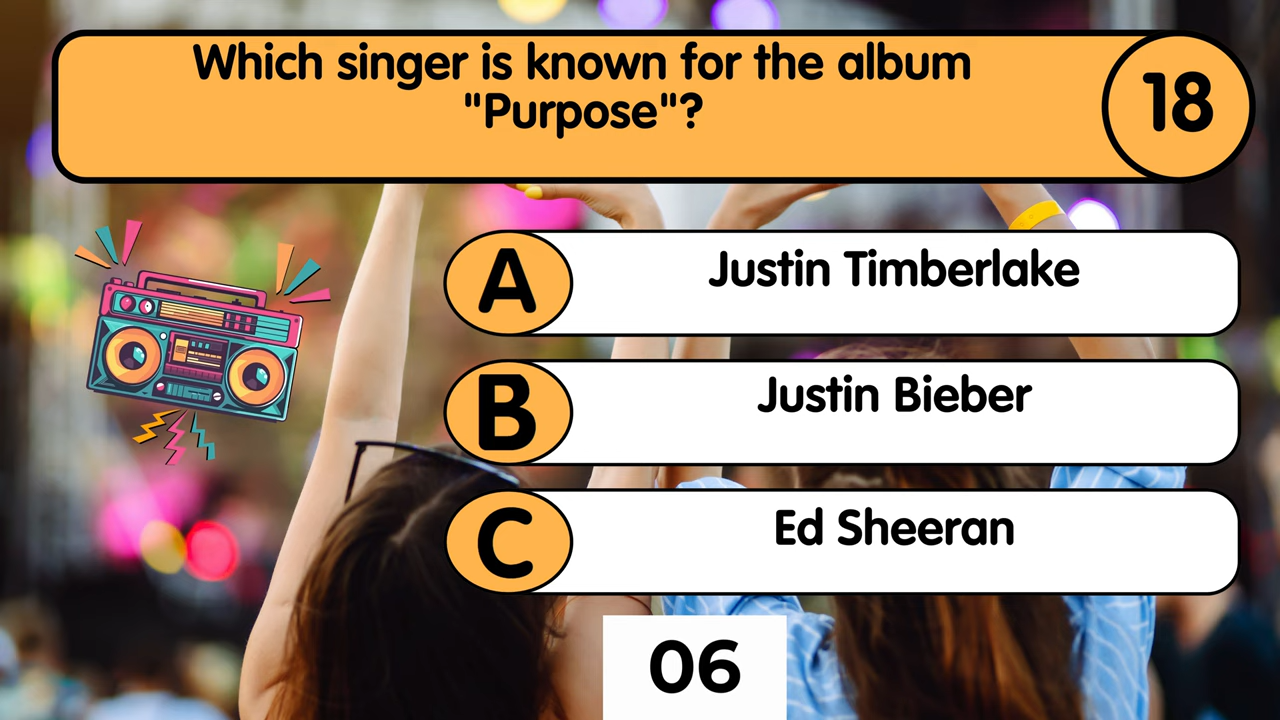 Which singer is known for the album
"Purpose"?
18
A
Justin Timberlake
B
Justin Bieber
C
Ed Sheeran
06